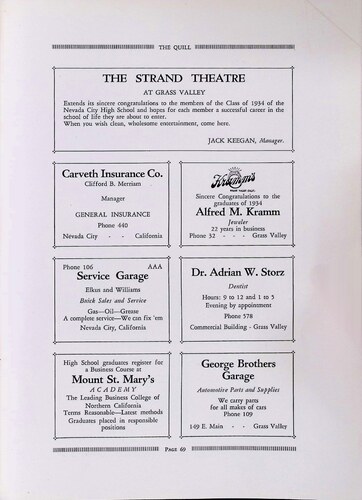 THE QUILL
THE STRAND THEATRE
AT GRASS VALLEY
Extends its sincere congratulations to the members of the Class of 1934 of the
Nevada City High School and hopes for each member a successful career in the
school of life they are about to enter.
When you wish clean, wholesome entertainment, come here.
JACK KEEGAN, Manager.
Carveth Insurance Co.
Clifford B. Merriam
Manager
GENERAL INSURANCE
Phone 440
Nevada City - - California
Kramm's
Sincere Congratulations to the
graduates of 1934
Alfred M. Kramm
Jeweler
22 years in business
Phone 32 - - - Grass Valley
Phone 106 AAA
Service Garage
Elkus and Williams
Buick Sales and Service
Gas—Oil—Grease
A complete service—We can fix 'em
Nevada City, California
Dr. Adrian W. Storz
Dentist
Hours: 9 to 12 and 1 to 5
Evening by appointment
Phone 578
Commercial Building - Grass Valley
High School graduates register for
a Business Course at
Mount St. Mary's
ACADEMY
The Leading Business College of
Northern California
Terms Reasonable—Latest methods
Graduates placed in responsible
positions
George Brothers
Garage
Automotive Parts and Supplies
We carry parts
for all makes of cars
Phone 109
149 E. Main - - Grass Valley
PAGE 69